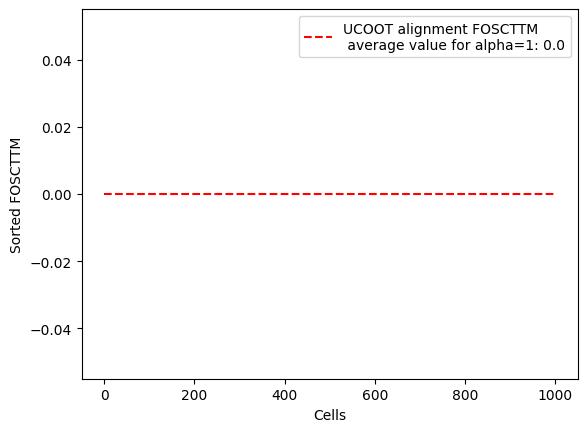 UCOOT alignment FOSCTTM
average value for alpha=1: 0.0
0.04
0.02
0.00
−0.02
−0.04
Sorted FOSCTTM
0 200 400 600 800 1000
Cells